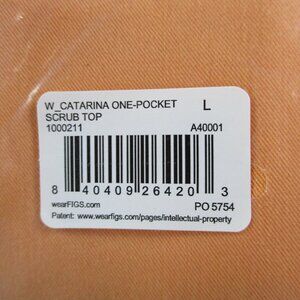 W_CATARINA ONE-POCKET L
SCRUB TOP
1000211 A40001
8 40409 26420 3
wearFIGS.com PO 5754
Patent: www.wearfigs.com/pages/intellectual-property